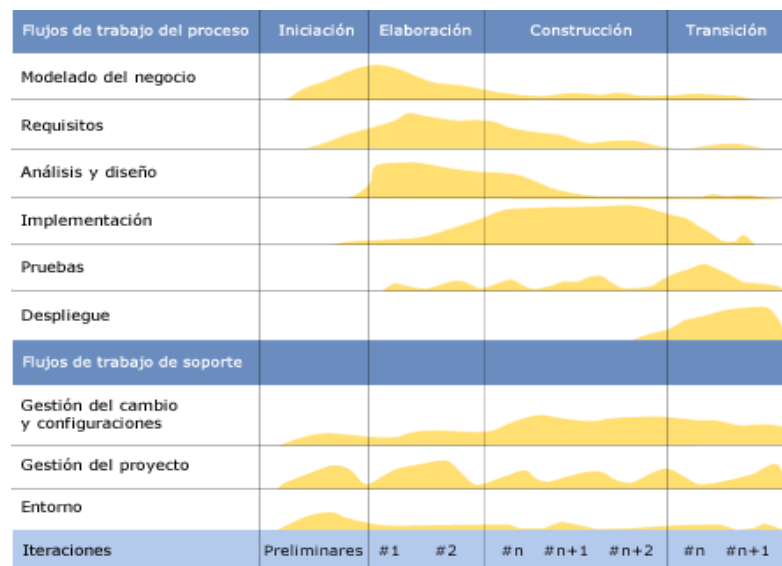 Flujos de trabajo del proceso Iniciación Elaboración Construcción Transición
Modelado del negocio
Requisitos
Análisis y diseño
Implementación
Pruebas
Despliegue
Flujos de trabajo de soporte
Gestión del cambio
y configuraciones
Gestión del proyecto
Entorno
Iteraciones Preliminares #1 #2 #n #n+1 #n+2 #n #n+1